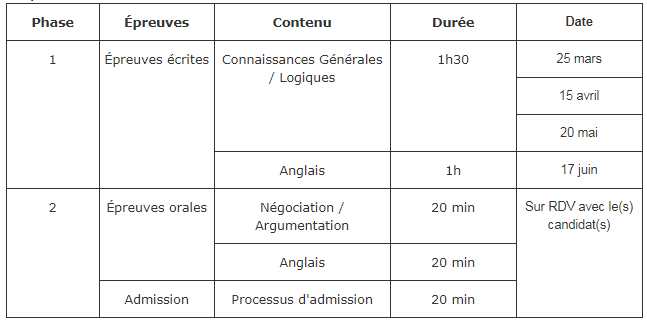 Phase Épreuves Contenu Durée Date
1 Épreuves écrites Connaissances Générales 1h30 25 mars
/ Logiques
15 avril
20 mai
Anglais 1h 17 juin
2 Épreuves orales Négociation / 20 min Sur RDV avec le(s)
Argumentation candidat(s)
Anglais 20 min
Admission Processus d'admission 20 min